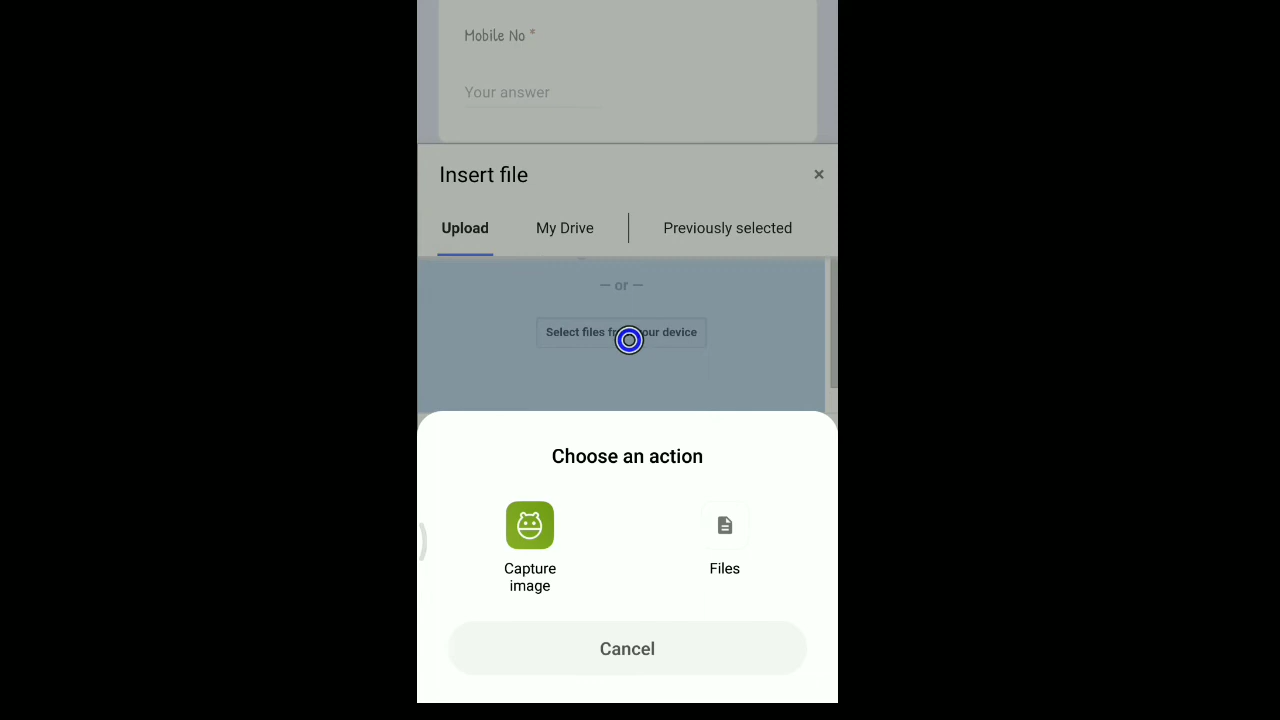 Mobile No *
Your answer
Insert file
×
Upload
My Drive
Previously selected
— or —
Select files from your device
Choose an action
Capture
image
Files
Cancel